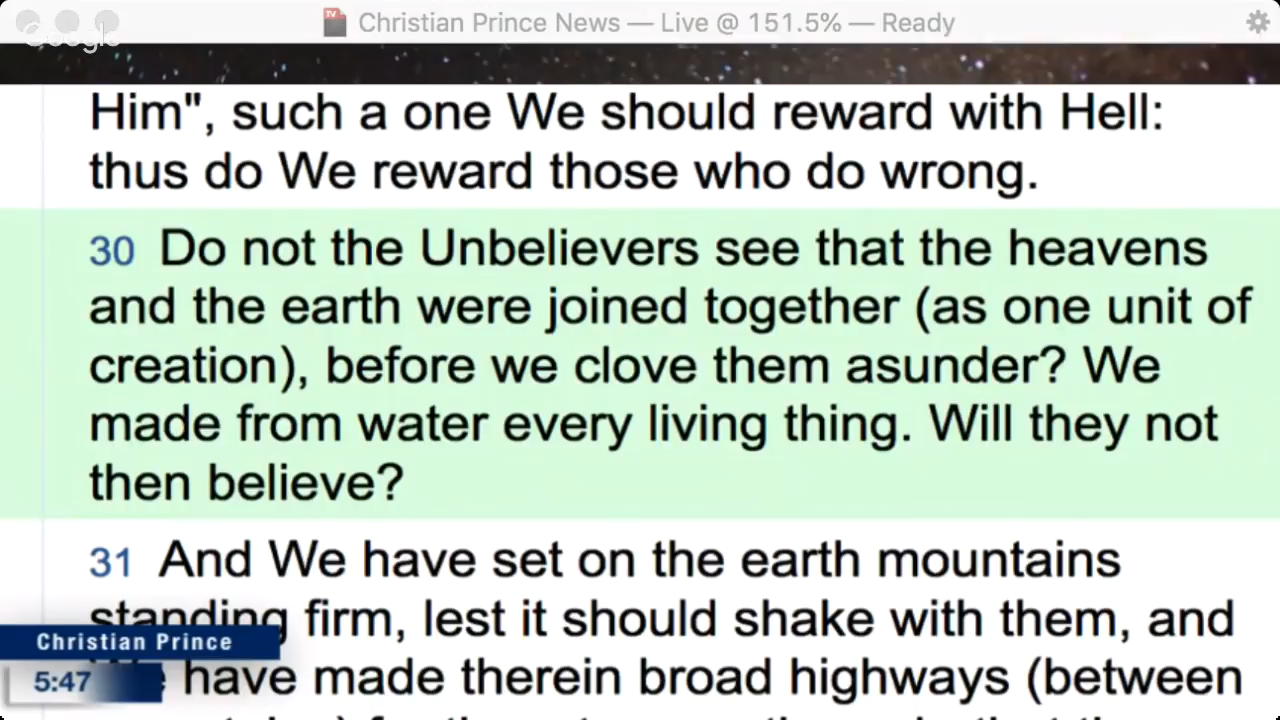 Christian Prince News — Live @ 151.5% — Ready
Google
Him", such a one We should reward with Hell:
thus do We reward those who do wrong.
30 Do not the Unbelievers see that the heavens
and the earth were joined together (as one unit of
creation), before we clove them asunder? We
made from water every living thing. Will they not
then believe?
31 And We have set on the earth mountains
standing firm, lest it should shake with them, and
Christian Prince
have made therein broad highways (between
5:47